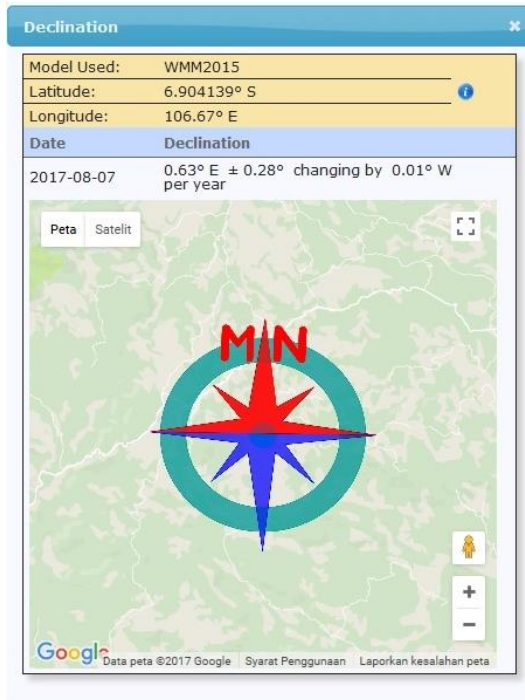 Declination
Model Used: WMM2015
Latitude: 6.904139° S
Longitude: 106.67° E
Date Declination
2017-08-07 0.63° E ± 0.28° changing by 0.01° W
per year
Peta Satelit
MN
Google
Data peta ©2017 Google Syarat Penggunaan Laporkan kesalahan peta